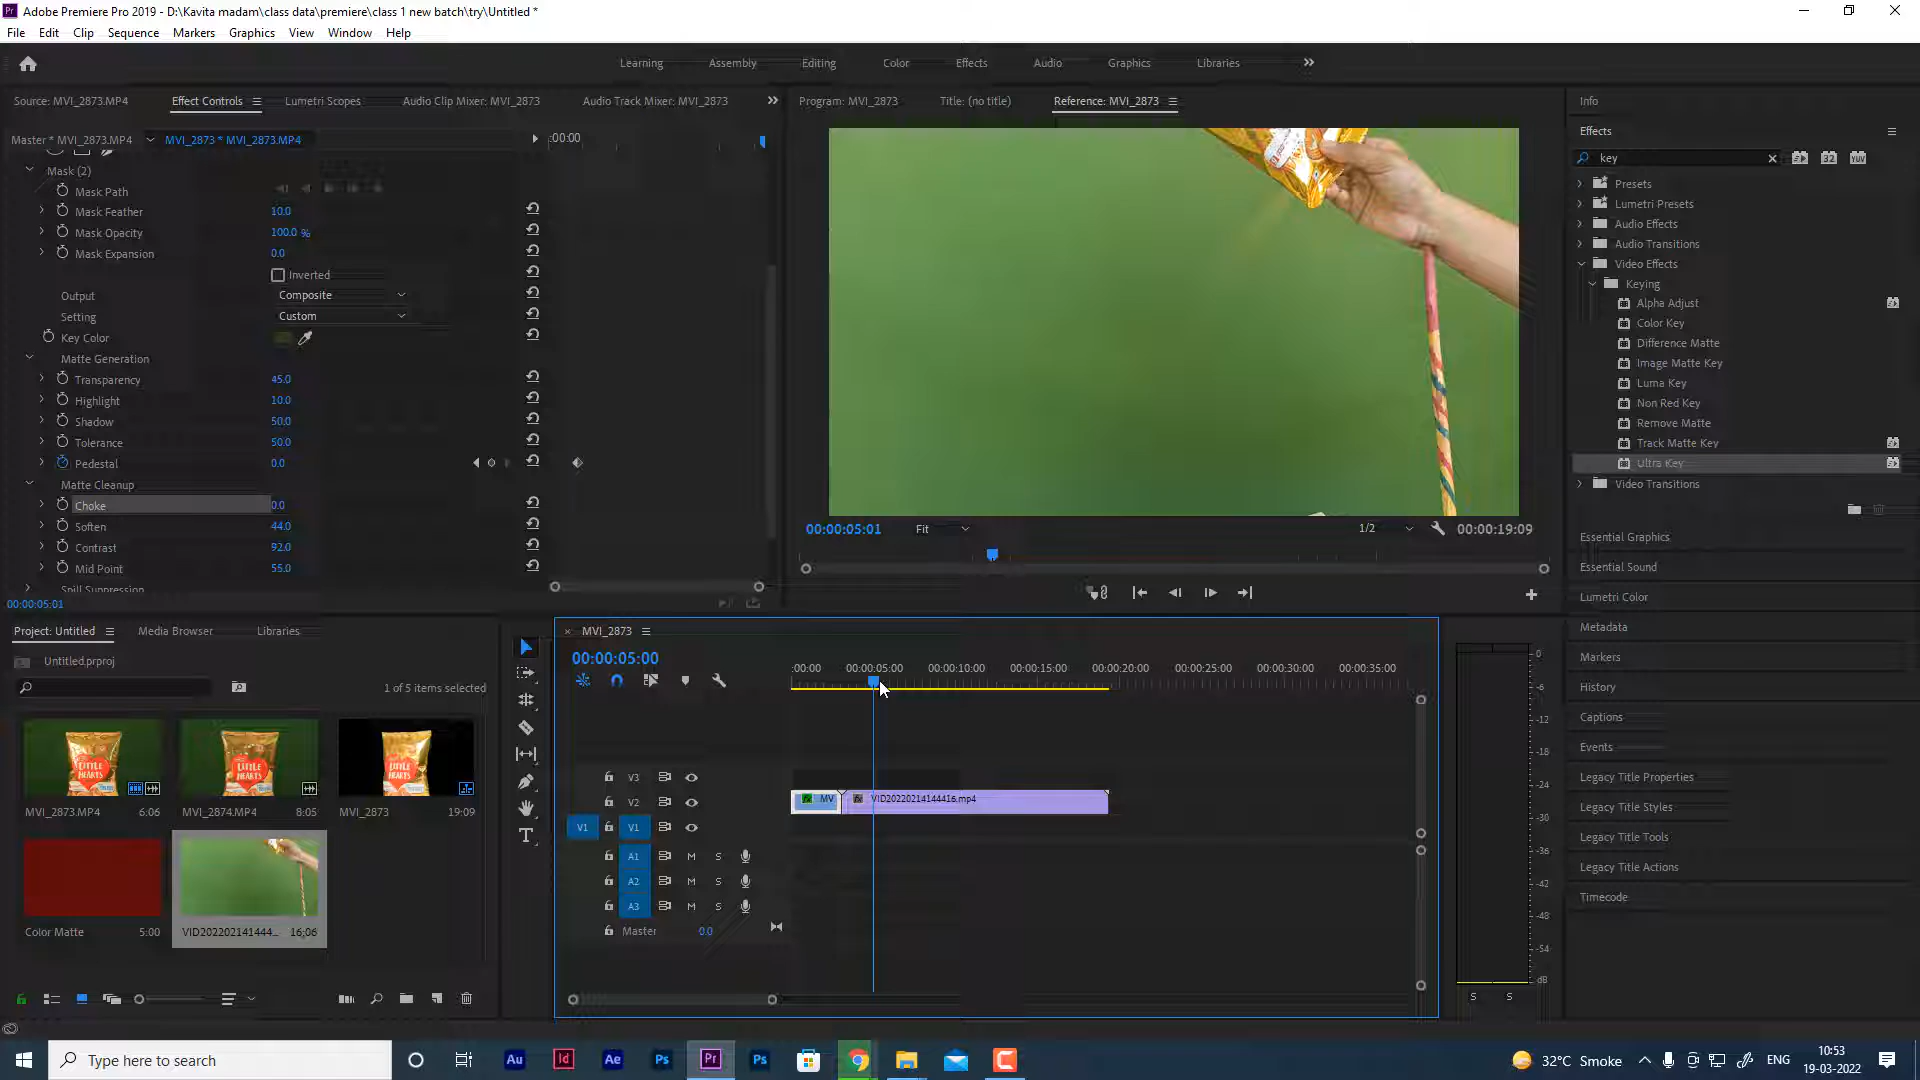 Adobe Premiere Pro 2019 - D:\Kavita madam\class data\premiere\class 1 new batch\try\Untitled *
File Edit Clip Sequence Markers Graphics View Window Help
Learning Assembly Editing Color Effects Audio Graphics Libraries
Source: MVI_2873.MP4 Effect Controls Lumetri Scopes Audio Clip Mixer: MVI_2873 Audio Track Mixer: MVI_2873
Program: MVI_2873 Title: (no title) Reference: MVI_2873
Info
Effects
Master * MVI_2873.MP4 MVI_2873 * MVI_2873.MP4 :00:00
key
Mask (2)
Mask Path
Mask Feather 10.0
Mask Opacity 100.0 %
Mask Expansion 0.0
Inverted
Output Composite
Setting Custom
Key Color
Matte Generation
Transparency 45.0
Highlight 10.0
Shadow 50.0
Tolerance 50.0
Pedestal 0.0
Matte Cleanup
Choke 0.0
Soften 44.0
Contrast 92.0
Mid Point 55.0
Spill Suppression
00:00:05:01
00:00:05:01 Fit 1/2 00:00:19:09
Presets
Lumetri Presets
Audio Effects
Audio Transitions
Video Effects
Keying
Alpha Adjust
Color Key
Difference Matte
Image Matte Key
Luma Key
Non Red Key
Remove Matte
Track Matte Key
Ultra Key
Video Transitions
Essential Graphics
Essential Sound
Lumetri Color
Metadata
Markers
History
Captions
Events
Legacy Title Properties
Legacy Title Styles
Legacy Title Tools
Legacy Title Actions
Timecode
Project: Untitled Media Browser Libraries
Untitled.prproj
1 of 5 items selected
LITTLE HEARTS
LITTLE HEARTS
LITTLE HEARTS
MVI_2873.MP4 6:06
MVI_2874.MP4 8:05
MVI_2873 19:09
Color Matte 5:00
VID202202141444... 16;06
MVI_2873
00:00:05:00
:00:00 00:00:05:00 00:00:10:00 00:00:15:00 00:00:20:00 00:00:25:00 00:00:30:00 00:00:35:00
V3
V2 MV VID20220214144416.mp4
V1 V1
A1 M S
A2 M S
A3 M S
Master 0.0
0
-6
-12
-18
-24
-30
-36
-42
-48
-54
dB
S S
Type here to search
Au Id Ae Ps Pr Ps
32°C Smoke
ENG
10:53
19-03-2022